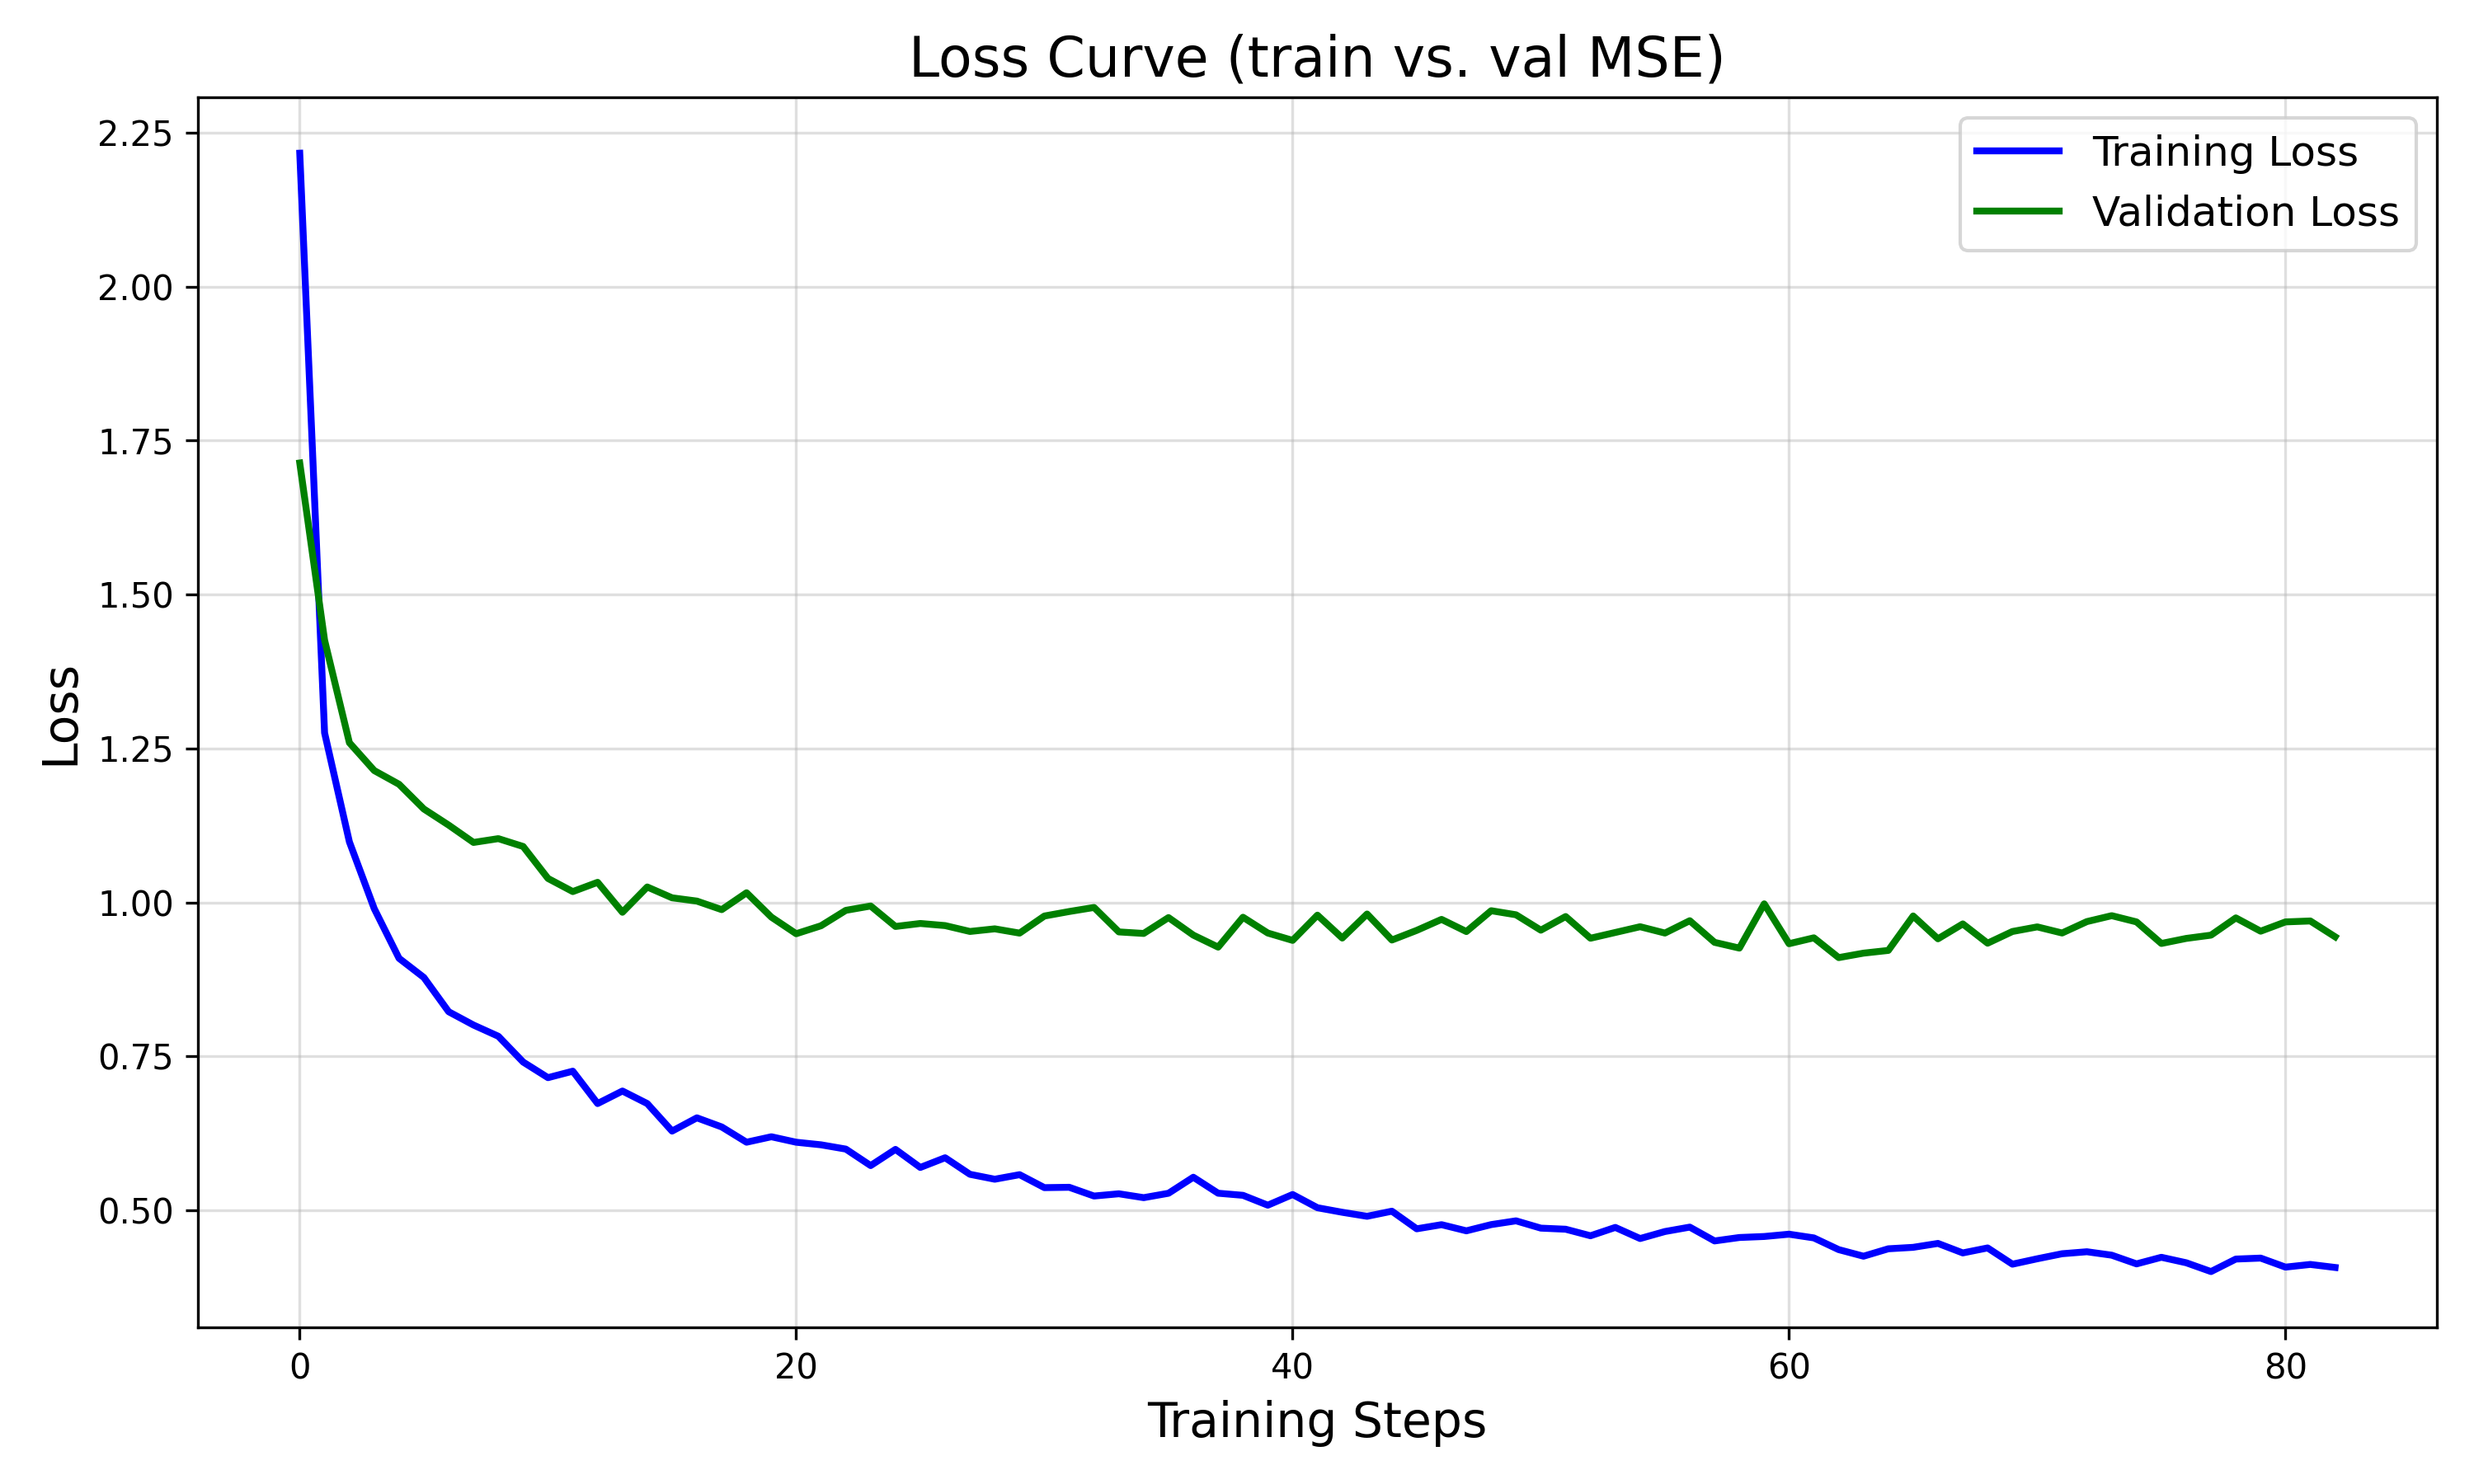 Loss Curve (train vs. val MSE)
Training Loss
Validation Loss
2.25
2.00
1.75
1.50
1.25
1.00
0.75
0.50
Loss
0
20
40
60
80
Training Steps